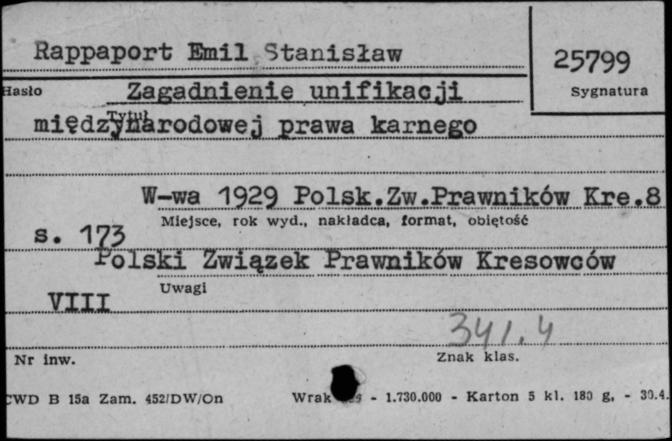 Rappaport Emil Stanisław
25799
Hasło
Sygnatura
Zagadnienie unifikacji
Tytuł
międzynarodowej prawa karnego
W-wa 1929 Polsk.Zw.Prawników Kre.8
Miejsce, rok wyd., nakładca, format, objętość
s. 173
Polski Związek Prawników Kresowców
Uwagi
VIII
341.4
Nr inw.
Znak klas.
CWD B 15a Zam. 452/DW/On Wrak - 1.730.000 - Karton 5 kl. 180 g, - 30.4.